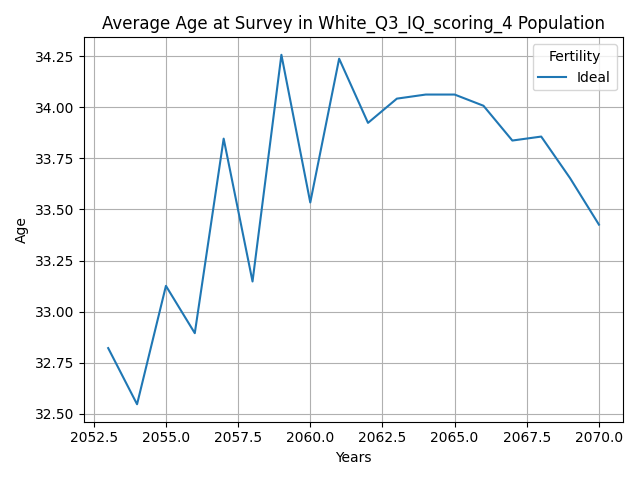 Average Age at Survey in White_Q3_IQ_scoring_4 Population
Fertility
Ideal
34.25
34.00
33.75
33.50
33.25
33.00
32.75
32.50
Age
2052.5 2055.0 2057.5 2060.0 2062.5 2065.0 2067.5 2070.0
Years